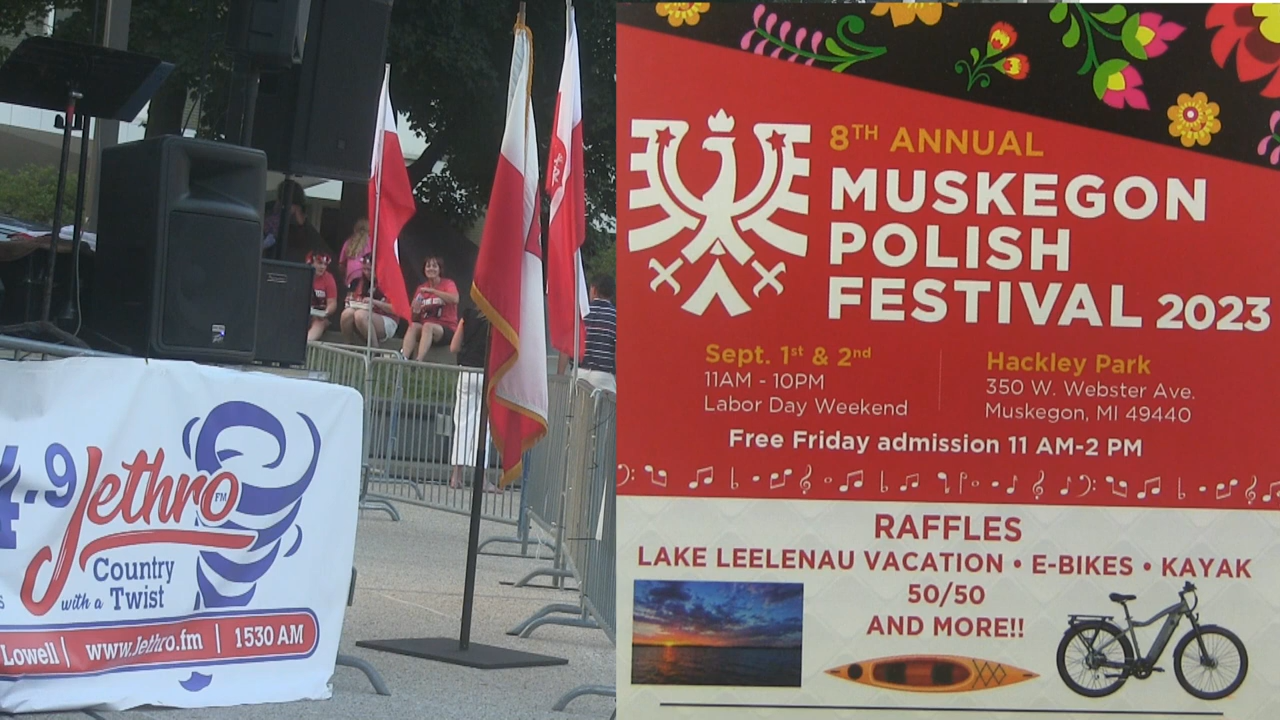 4.9 Jethro FM
Country
with a Twist
Lowell | www.Jethro.fm | 1530 AM
8TH ANNUAL
MUSKEGON
POLISH
FESTIVAL 2023
Sept. 1st & 2nd
11AM - 10PM
Labor Day Weekend
Hackley Park
350 W. Webster Ave.
Muskegon, MI 49440
Free Friday admission 11 AM-2 PM
RAFFLES
LAKE LEELENAU VACATION • E-BIKES • KAYAK
50/50
AND MORE!!